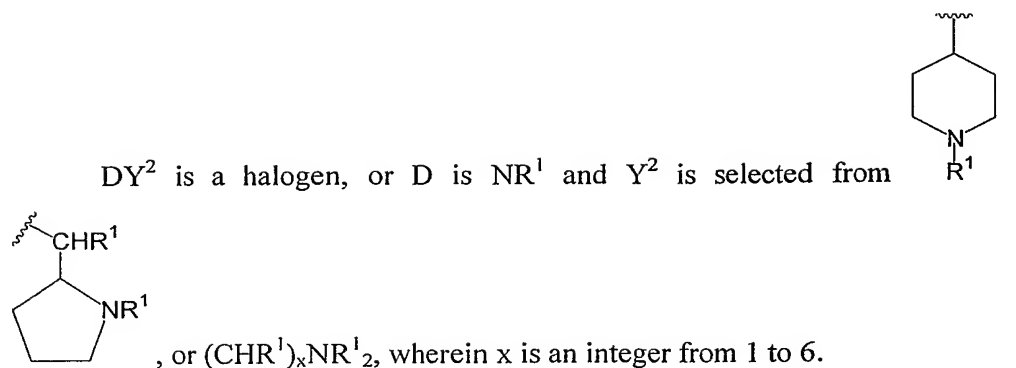 N
R¹
DY² is a halogen, or D is NR¹ and Y² is selected from
CHR¹
NR¹
, or (CHR¹)ₓNR¹₂, wherein x is an integer from 1 to 6.